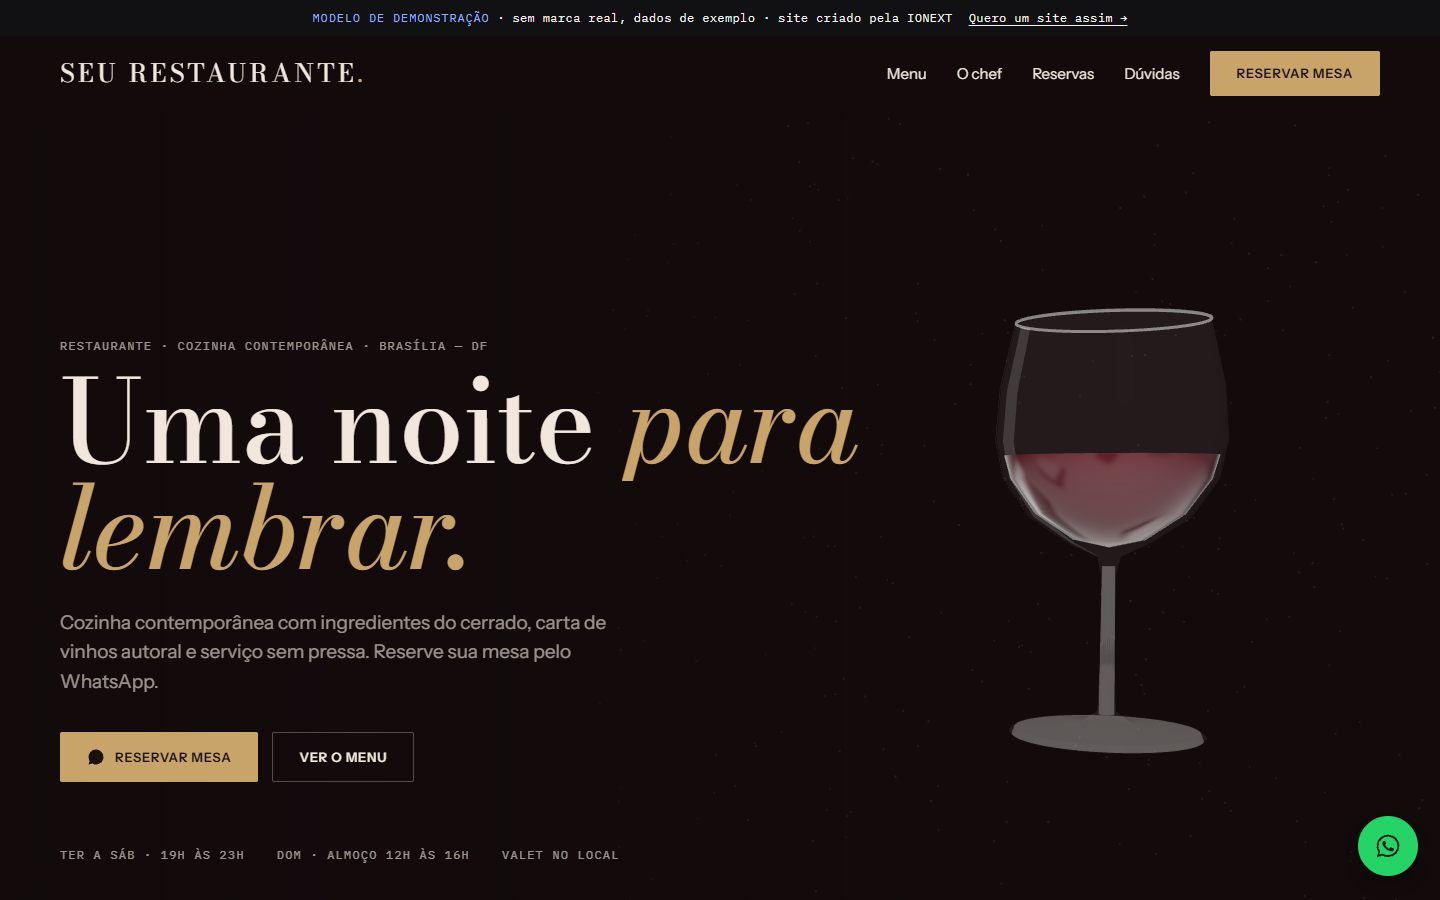 MODELO DE DEMONSTRAÇÃO · sem marca real, dados de exemplo · site criado pela IONEXT Quero um site assim →
SEU RESTAURANTE.
Menu O chef Reservas Dúvidas RESERVAR MESA
RESTAURANTE · COZINHA CONTEMPORÂNEA · BRASÍLIA — DF
Uma noite para
lembrar.
Cozinha contemporânea com ingredientes do cerrado, carta de
vinhos autoral e serviço sem pressa. Reserve sua mesa pelo
WhatsApp.
RESERVAR MESA VER O MENU
TER A SÁB · 19H ÀS 23H DOM · ALMOÇO 12H ÀS 16H VALET NO LOCAL